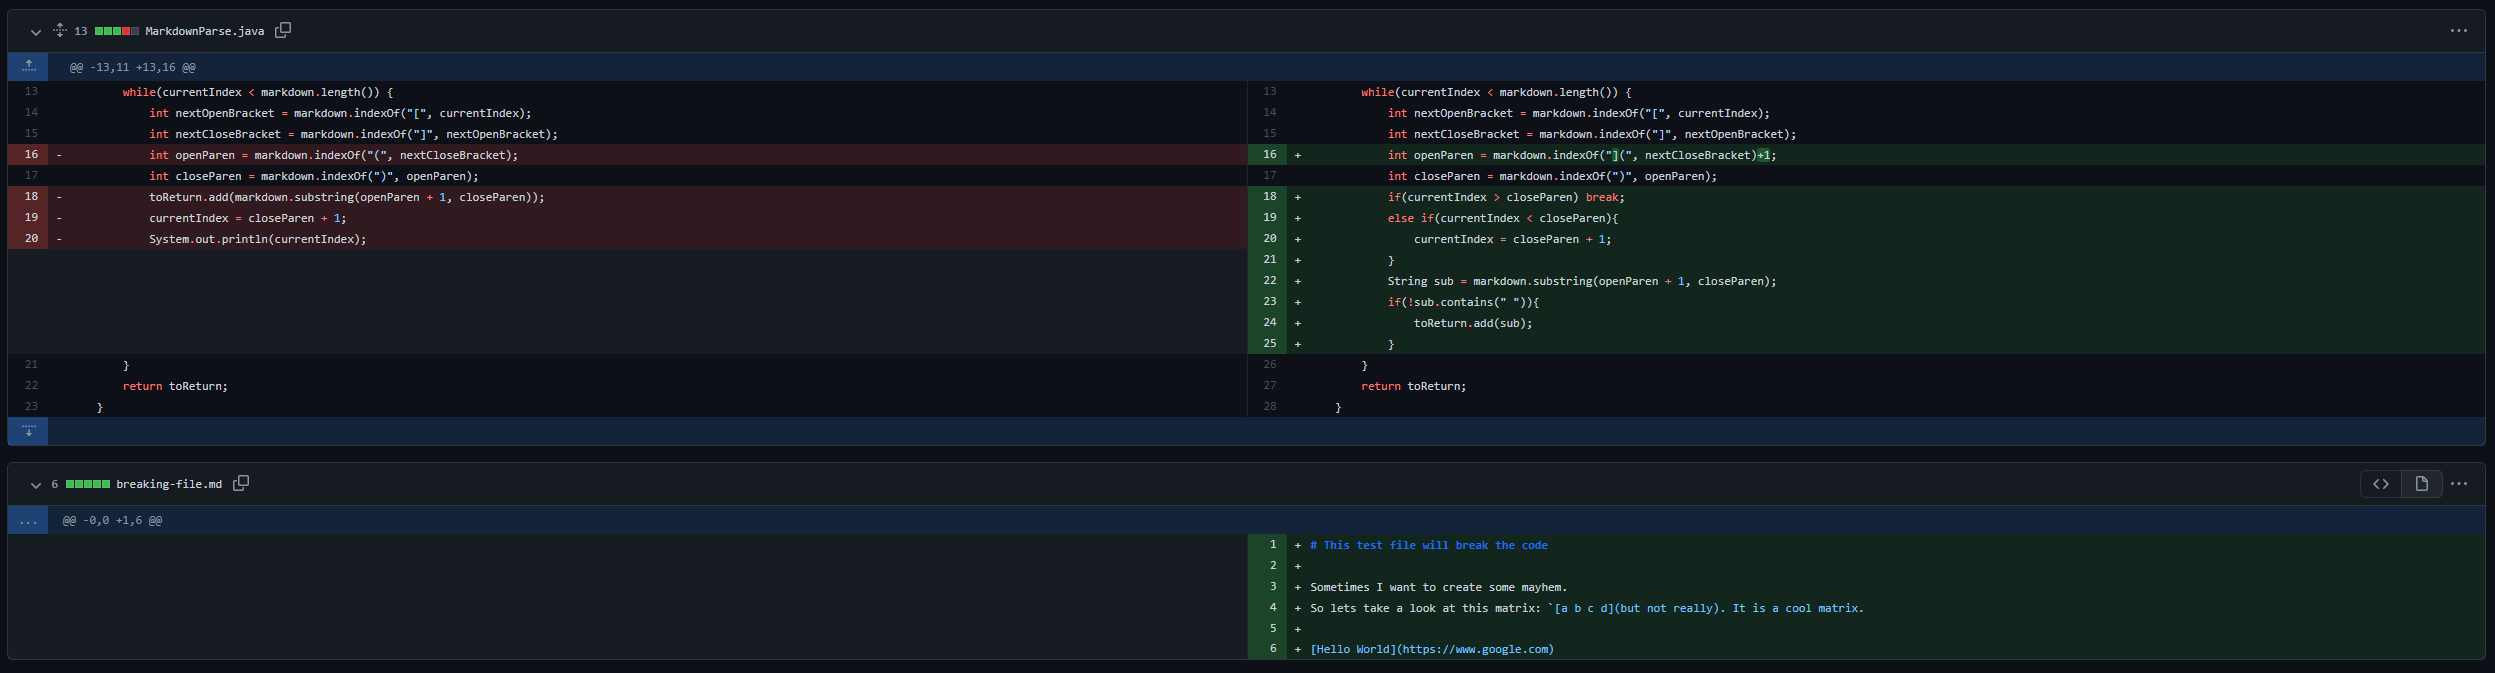 13 MarkdownParse.java
@@ -13,11 +13,16 @@
13 while(currentIndex < markdown.length()) {
14 int nextOpenBracket = markdown.indexOf("[", currentIndex);
15 int nextCloseBracket = markdown.indexOf("]", nextOpenBracket);
16 - int openParen = markdown.indexOf("(", nextCloseBracket);
17 int closeParen = markdown.indexOf(")", openParen);
18 - toReturn.add(markdown.substring(openParen + 1, closeParen));
19 - currentIndex = closeParen + 1;
20 - System.out.println(currentIndex);
21 }
22 return toReturn;
23 }
13 while(currentIndex < markdown.length()) {
14 int nextOpenBracket = markdown.indexOf("[", currentIndex);
15 int nextCloseBracket = markdown.indexOf("]", nextOpenBracket);
16 + int openParen = markdown.indexOf("](", nextCloseBracket)+1;
17 int closeParen = markdown.indexOf(")", openParen);
18 + if(currentIndex > closeParen) break;
19 + else if(currentIndex < closeParen){
20 + currentIndex = closeParen + 1;
21 + }
22 + String sub = markdown.substring(openParen + 1, closeParen);
23 + if(!sub.contains(" ")){
24 + toReturn.add(sub);
25 + }
26 }
27 return toReturn;
28 }
6 breaking-file.md
@@ -0,0 +1,6 @@
1 + # This test file will break the code
2 +
3 + Sometimes I want to create some mayhem.
4 + So lets take a look at this matrix: `[a b c d](but not really). It is a cool matrix.
5 +
6 + [Hello World](https://www.google.com)